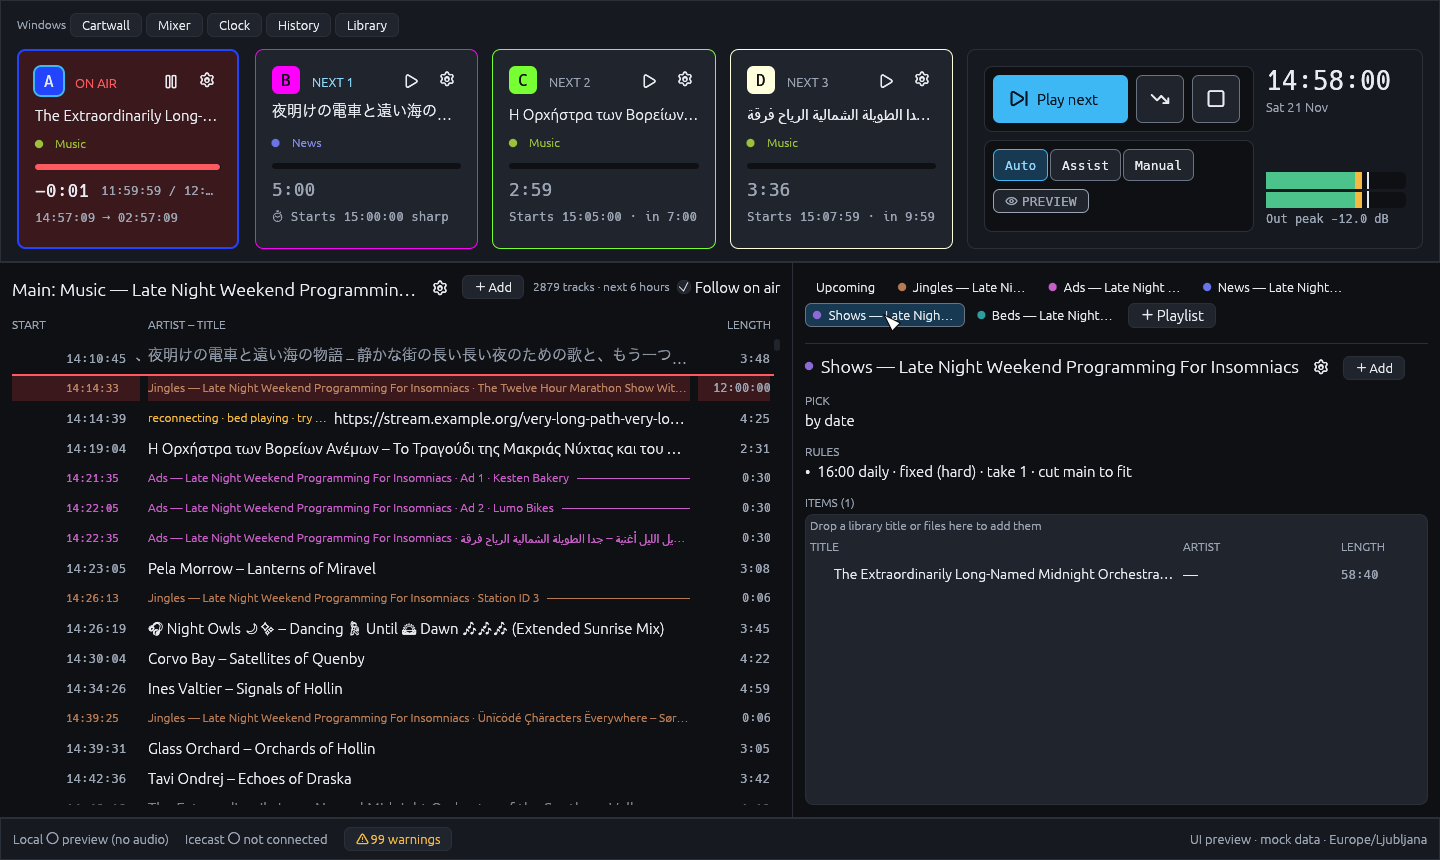 Windows Cartwall Mixer Clock History Library
A ON AIR
The Extraordinarily Long-…
Music
−0:01 11:59:59 / 12:…
14:57:09 → 02:57:09
B NEXT 1
夜明けの電車と遠い海の…
News
5:00
Starts 15:00:00 sharp
C NEXT 2
Η Ορχήστρα των Βορείων…
Music
2:59
Starts 15:05:00 · in 7:00
D NEXT 3
…جدا الطويلة الشمالية الرياح فرقة
Music
3:36
Starts 15:07:59 · in 9:59
Play next
Auto Assist Manual
PREVIEW
14:58:00
Sat 21 Nov
Out peak -12.0 dB
Main: Music — Late Night Weekend Programmin… + Add 2879 tracks · next 6 hours Follow on air
START ARTIST – TITLE LENGTH
14:10:45 夜明けの電車と遠い海の物語 – 静かな街の長い長い夜のための歌と、もう一つ… 3:48
14:14:33 Jingles — Late Night Weekend Programming For Insomniacs · The Twelve Hour Marathon Show Wit… 12:00:00
14:14:39 reconnecting · bed playing · try … https://stream.example.org/very-long-path-very-lo… 4:25
14:19:04 Η Ορχήστρα των Βορείων Ανέμων – Το Τραγούδι της Μακριάς Νύχτας και του … 2:31
14:21:35 Ads — Late Night Weekend Programming For Insomniacs · Ad 1 · Kesten Bakery 0:30
14:22:05 Ads — Late Night Weekend Programming For Insomniacs · Ad 2 · Lumo Bikes 0:30
14:22:35 Ads — Late Night Weekend Programming For Insomniacs · …يل الليل أغنية – جدا الطويلة الشمالية الرياح فرقة 0:30
14:23:05 Pela Morrow – Lanterns of Miravel 3:08
14:26:13 Jingles — Late Night Weekend Programming For Insomniacs · Station ID 3 0:06
14:26:19 🎧 Night Owls 🌙✨ – Dancing 💃 Until 🌅 Dawn 🎶🎶🎶 (Extended Sunrise Mix) 3:45
14:30:04 Corvo Bay – Satellites of Quenby 4:22
14:34:26 Ines Valtier – Signals of Hollin 4:59
14:39:25 Jingles — Late Night Weekend Programming For Insomniacs · Ünïcödé Çhäracters Ëverywhere – Sør… 0:06
14:39:31 Glass Orchard – Orchards of Hollin 3:05
14:42:36 Tavi Ondrej – Echoes of Draska 3:42
Upcoming Jingles — Late Ni… Ads — Late Night … News — Late Night…
Shows — Late Nigh… Beds — Late Night… + Playlist
Shows — Late Night Weekend Programming For Insomniacs + Add
PICK
by date
RULES
• 16:00 daily · fixed (hard) · take 1 · cut main to fit
ITEMS (1)
Drop a library title or files here to add them
TITLE ARTIST LENGTH
The Extraordinarily Long-Named Midnight Orchestra… — 58:40
Local preview (no audio) Icecast not connected 99 warnings UI preview · mock data · Europe/Ljubljana